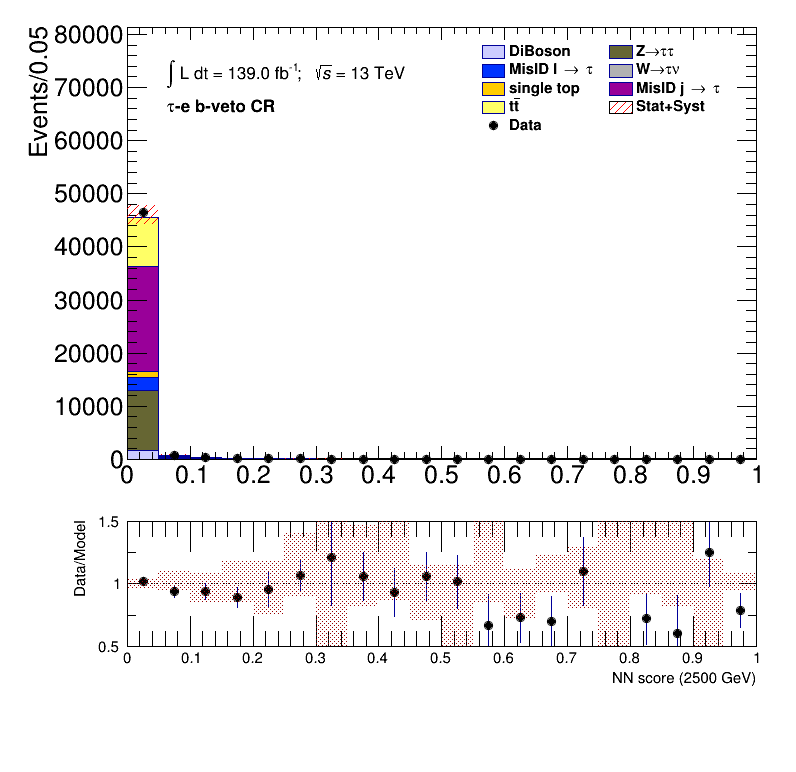 Events/0.05
80000
70000
60000
50000
40000
30000
20000
10000
0
∫ L dt = 139.0 fb⁻¹; √s = 13 TeV
τ-e b-veto CR
DiBoson
MisID l → τ
single top
tt̄
Data
Z→ττ
W→τν
MisID j → τ
Stat+Syst
0 0.1 0.2 0.3 0.4 0.5 0.6 0.7 0.8 0.9 1
Data/Model
1.5
1
0.5
0 0.1 0.2 0.3 0.4 0.5 0.6 0.7 0.8 0.9 1
NN score (2500 GeV)